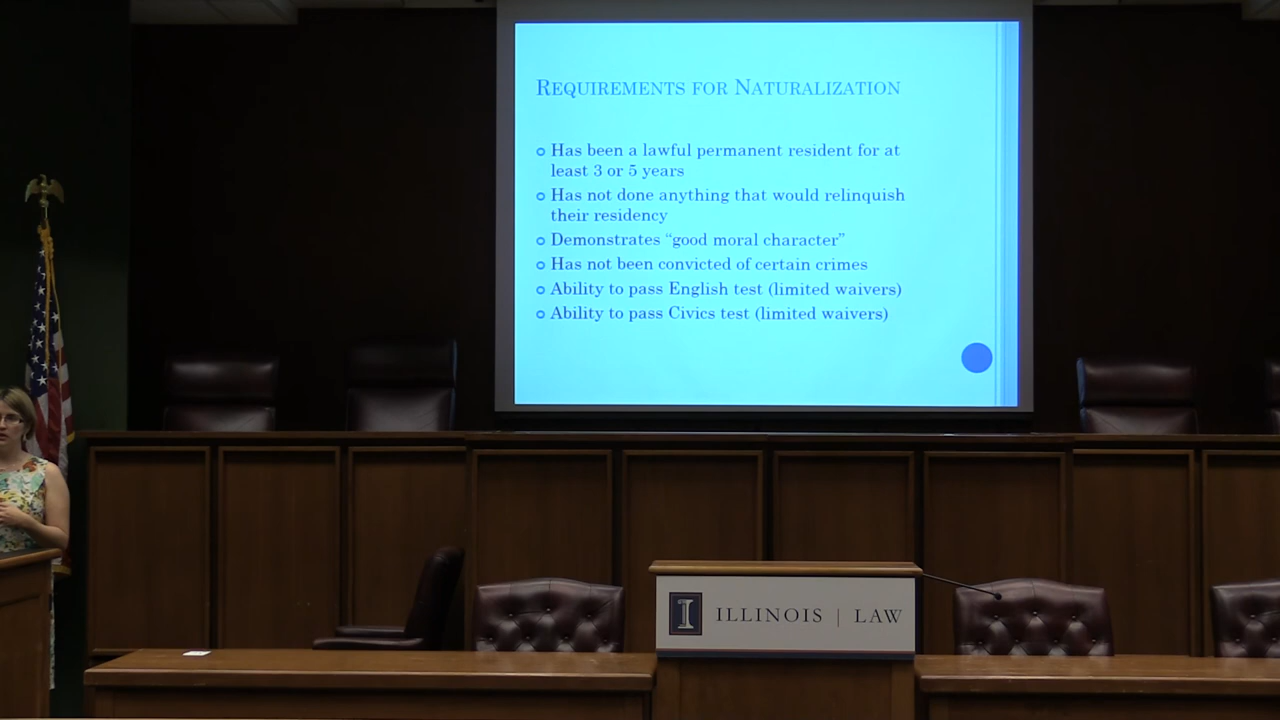 REQUIREMENTS FOR NATURALIZATION
Has been a lawful permanent resident for at
least 3 or 5 years
Has not done anything that would relinquish
their residency
Demonstrates “good moral character”
Has not been convicted of certain crimes
Ability to pass English test (limited waivers)
Ability to pass Civics test (limited waivers)
I ILLINOIS | LAW